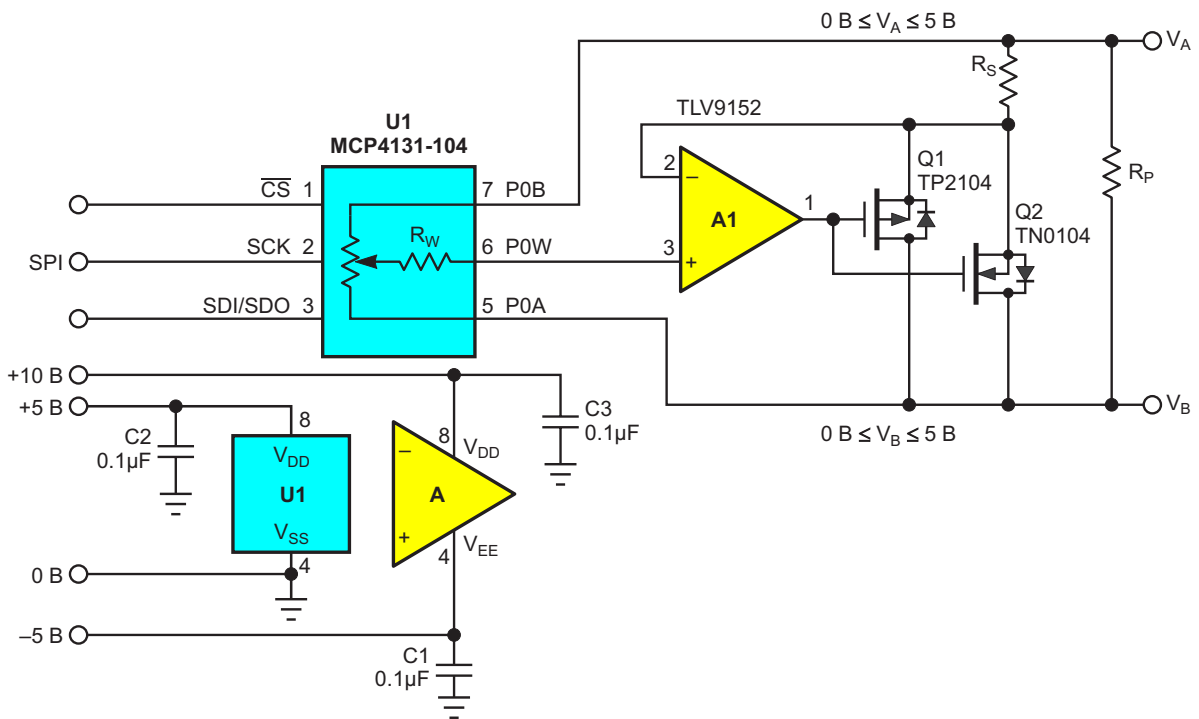 0 В ≤ VA ≤ 5 В
VA
RS
TLV9152
U1
MCP4131-104
Q1
TP2104
RP
CS 1
7 P0B
2
−
1
A1
Q2
TN0104
SCK 2
RW
6 P0W
3
+
SPI
SDI/SDO 3
5 P0A
+10 В
+5 В
VB
0 В ≤ VB ≤ 5 В
C3
0.1µF
C2
0.1µF
8
VDD
U1
VSS
4
8
VDD
−
A
+
VEE
4
0 В
–5 В
C1
0.1µF